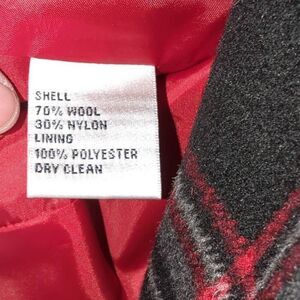 SHELL
70% WOOL
30% NYLON
LINING
100% POLYESTER
DRY CLEAN